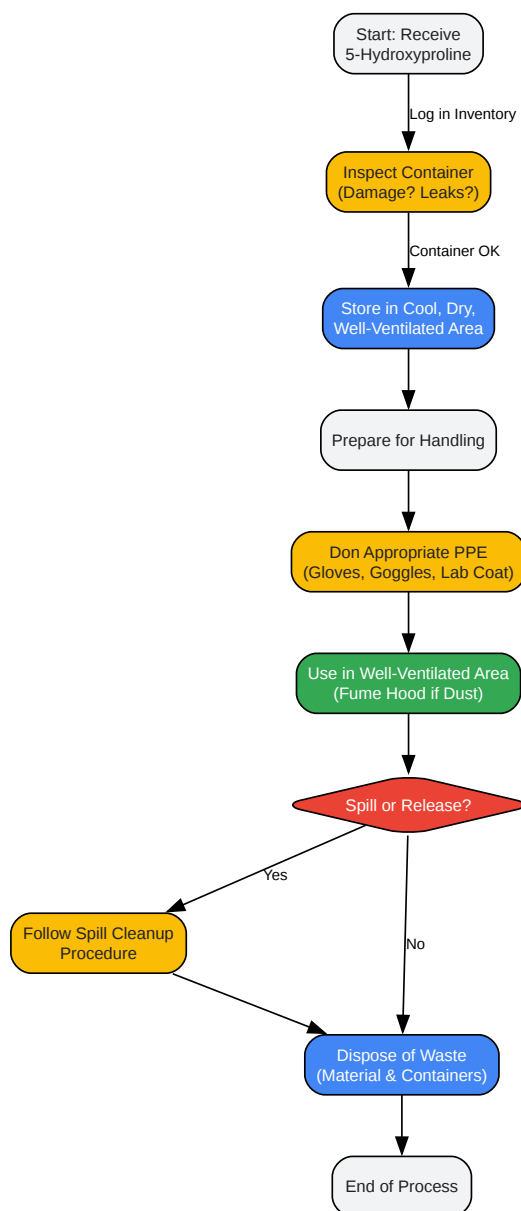 Start: Receive
5-Hydroxyproline
Log in Inventory
Inspect Container
(Damage? Leaks?)
Container OK
Store in Cool, Dry,
Well-Ventilated Area
Prepare for Handling
Don Appropriate PPE
(Gloves, Goggles, Lab Coat)
Use in Well-Ventilated Area
(Fume Hood if Dust)
Spill or Release?
Yes
Follow Spill Cleanup
Procedure
No
Dispose of Waste
(Material & Containers)
End of Process